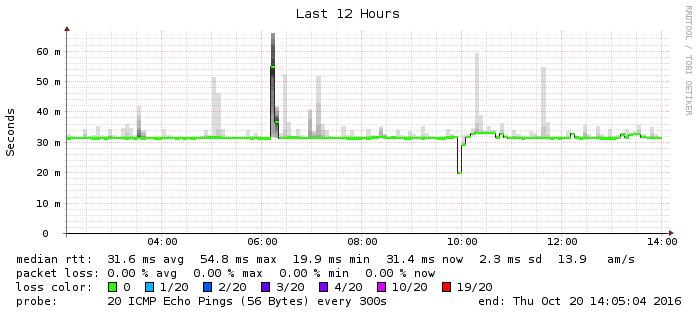 Last 12 Hours
RRDTOOL / TOBI OETIKER
Seconds
60 m
50 m
40 m
30 m
20 m
10 m
0
04:00 06:00 08:00 10:00 12:00 14:00
median rtt: 31.6 ms avg 54.8 ms max 19.9 ms min 31.4 ms now 2.3 ms sd 13.9 am/s
packet loss: 0.00 % avg 0.00 % max 0.00 % min 0.00 % now
loss color: 0 1/20 2/20 3/20 4/20 10/20 19/20
probe: 20 ICMP Echo Pings (56 Bytes) every 300s end: Thu Oct 20 14:05:04 2016